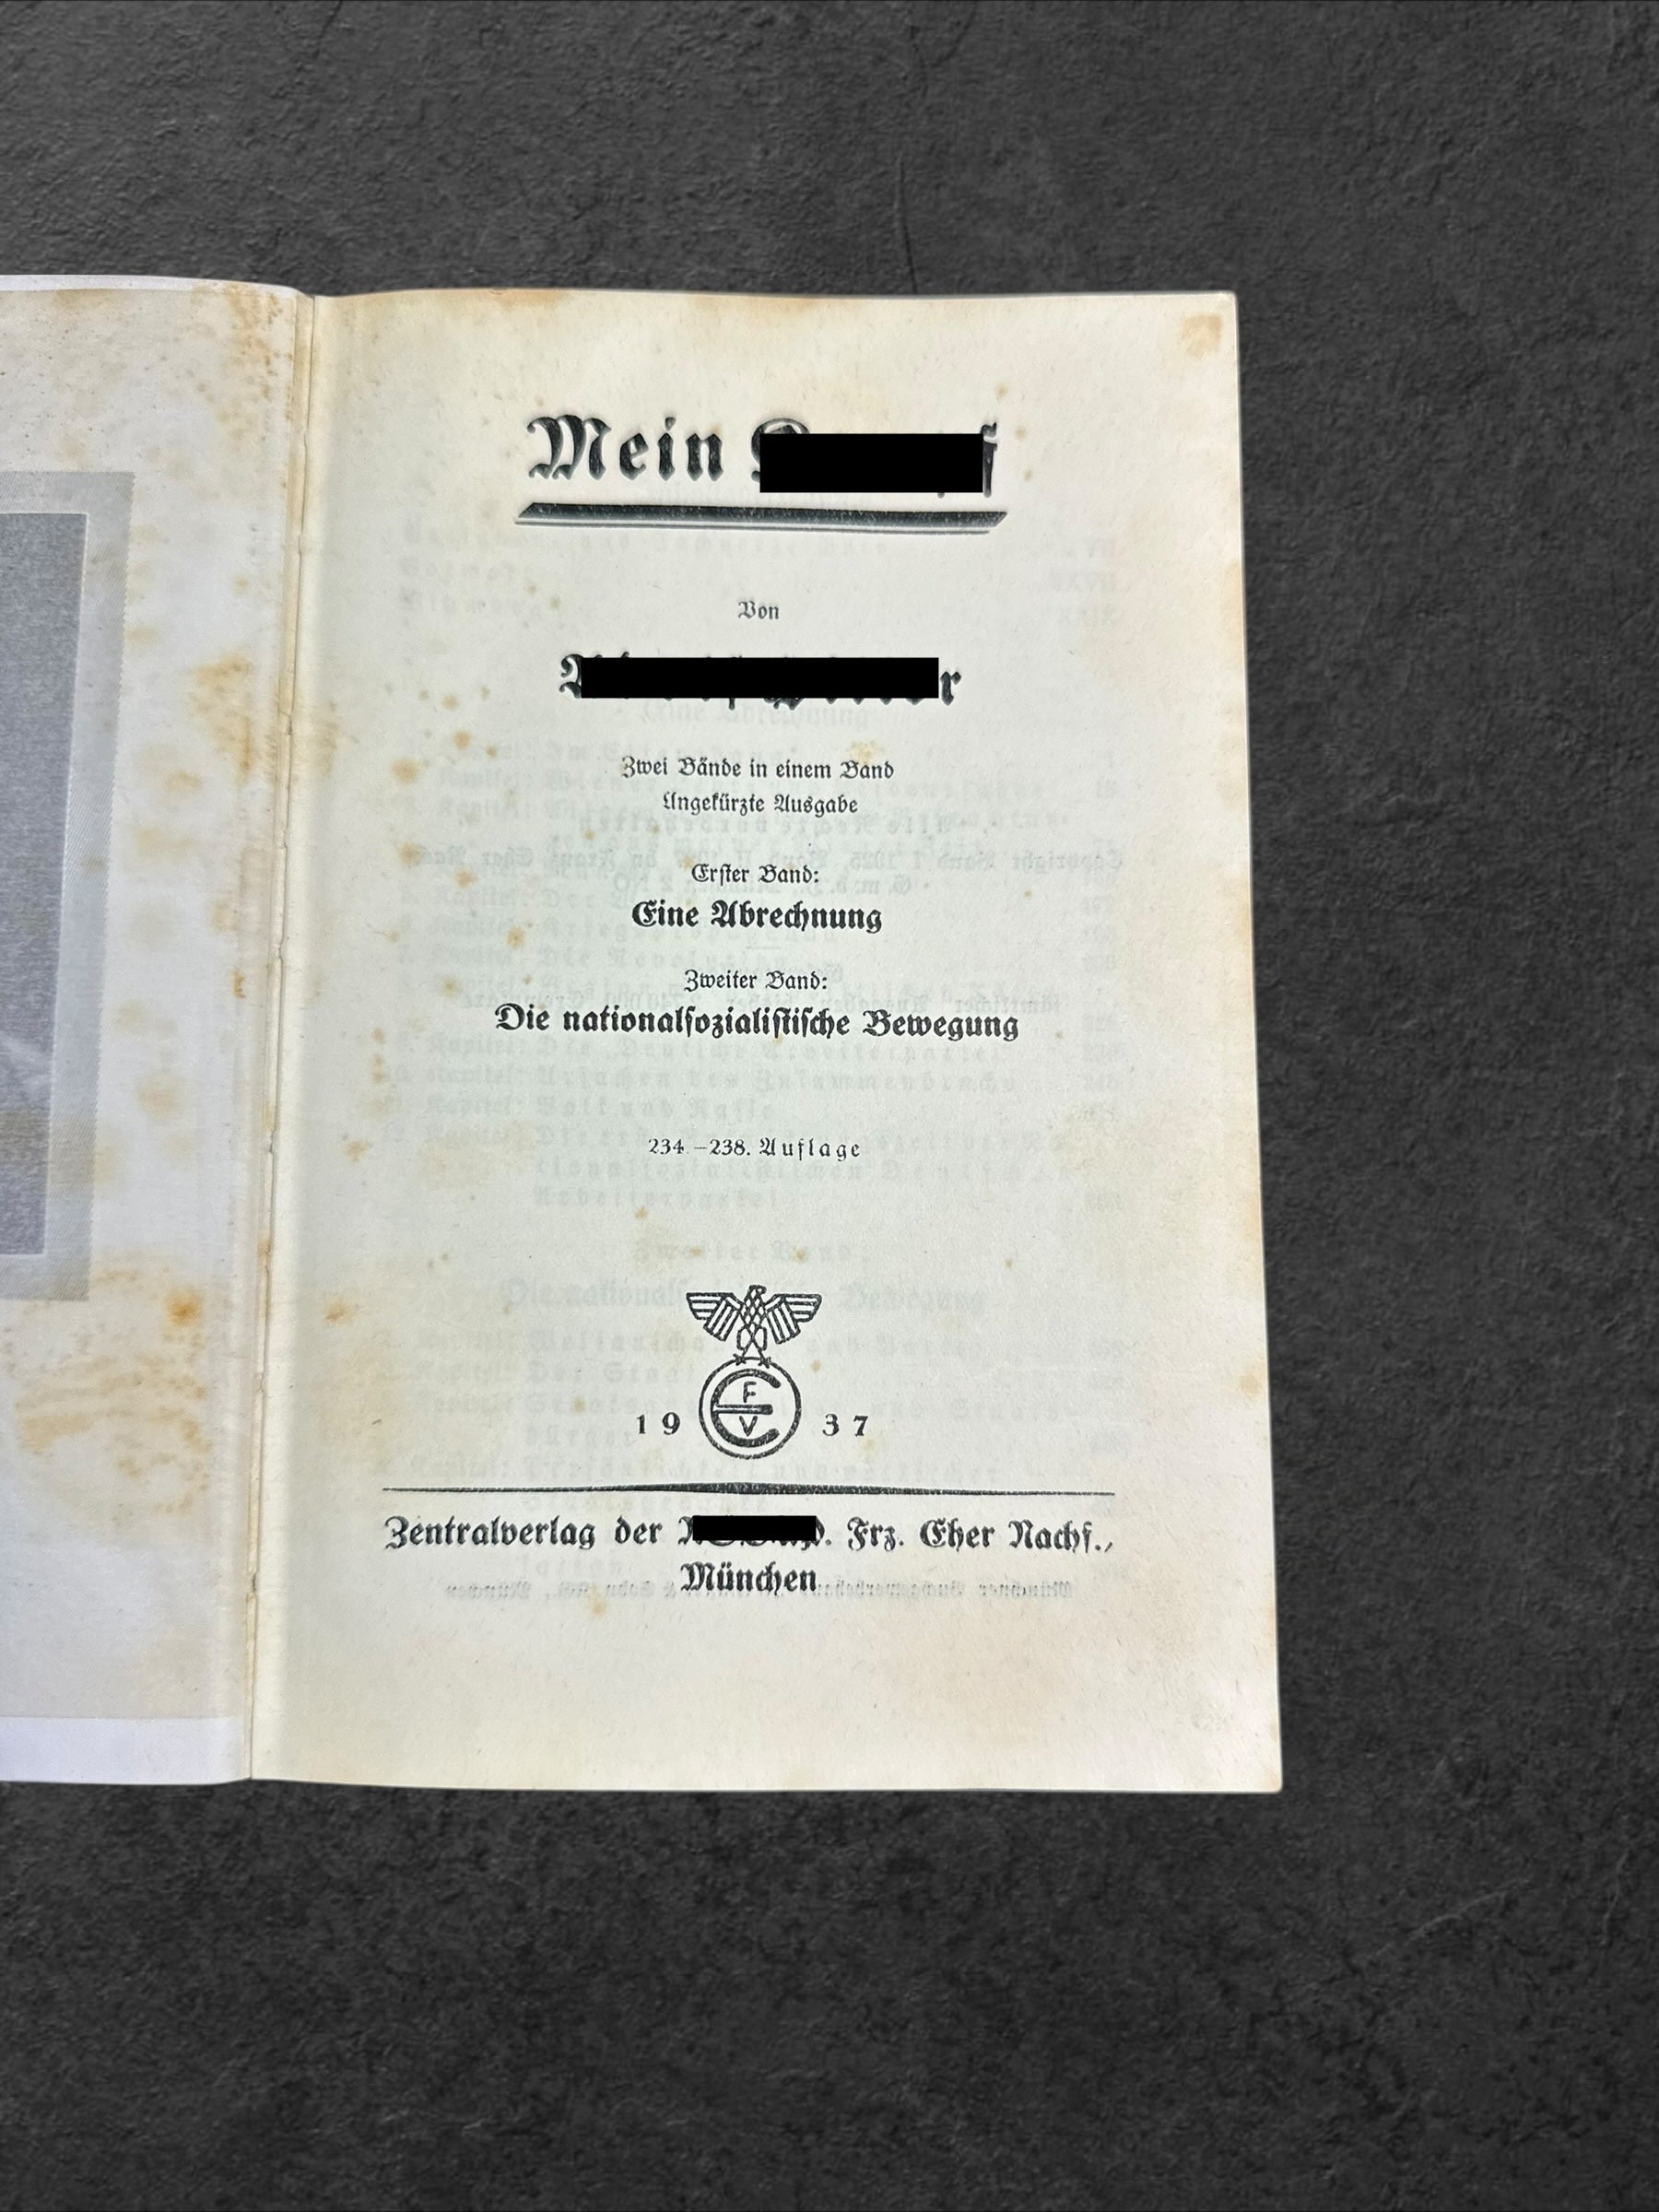 Mein
Von
Zwei Bände in einem Band
Ungekürzte Ausgabe
Erster Band:
Eine Abrechnung
Zweiter Band:
Die nationalsozialistische Bewegung
234.–238. Auflage
F
E
V
19 37
Zentralverlag der Frz. Eher Nachf.,
München